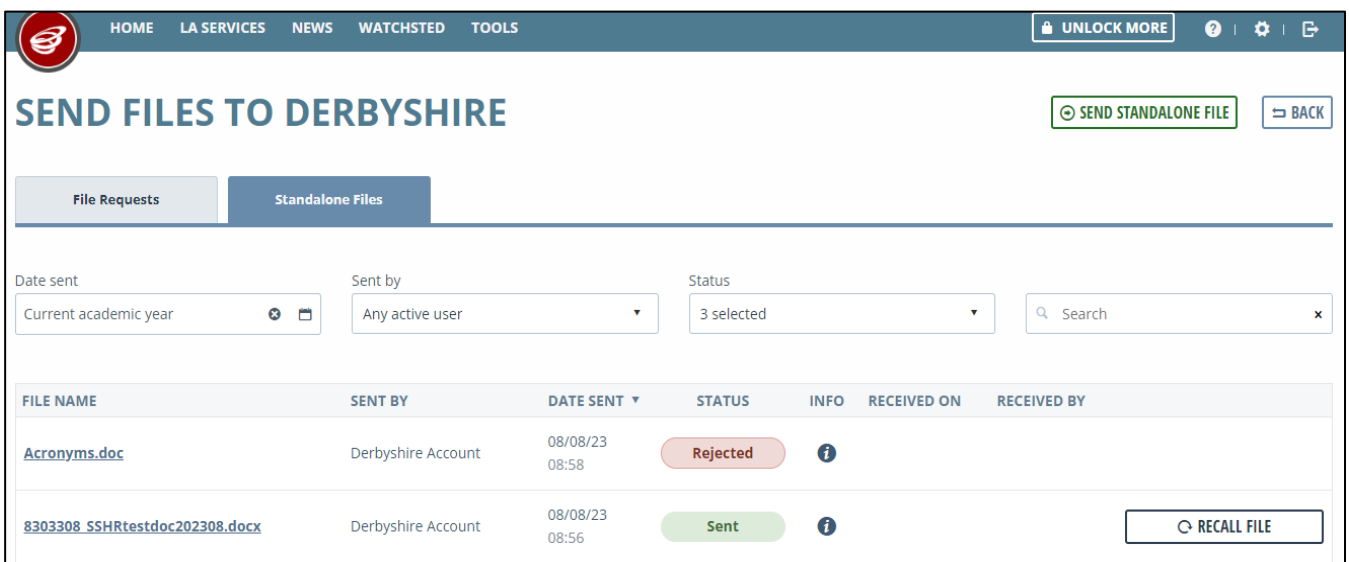 HOME LA SERVICES NEWS WATCHSTED TOOLS UNLOCK MORE
SEND FILES TO DERBYSHIRE
SEND STANDALONE FILE BACK
File Requests Standalone Files
Date sent Sent by Status
Current academic year Any active user 3 selected Search
FILE NAME SENT BY DATE SENT STATUS INFO RECEIVED ON RECEIVED BY
Acronyms.doc Derbyshire Account 08/08/23 Rejected
08:58
8303308_SSHRtestdoc202308.docx Derbyshire Account 08/08/23 Sent RECALL FILE
08:56